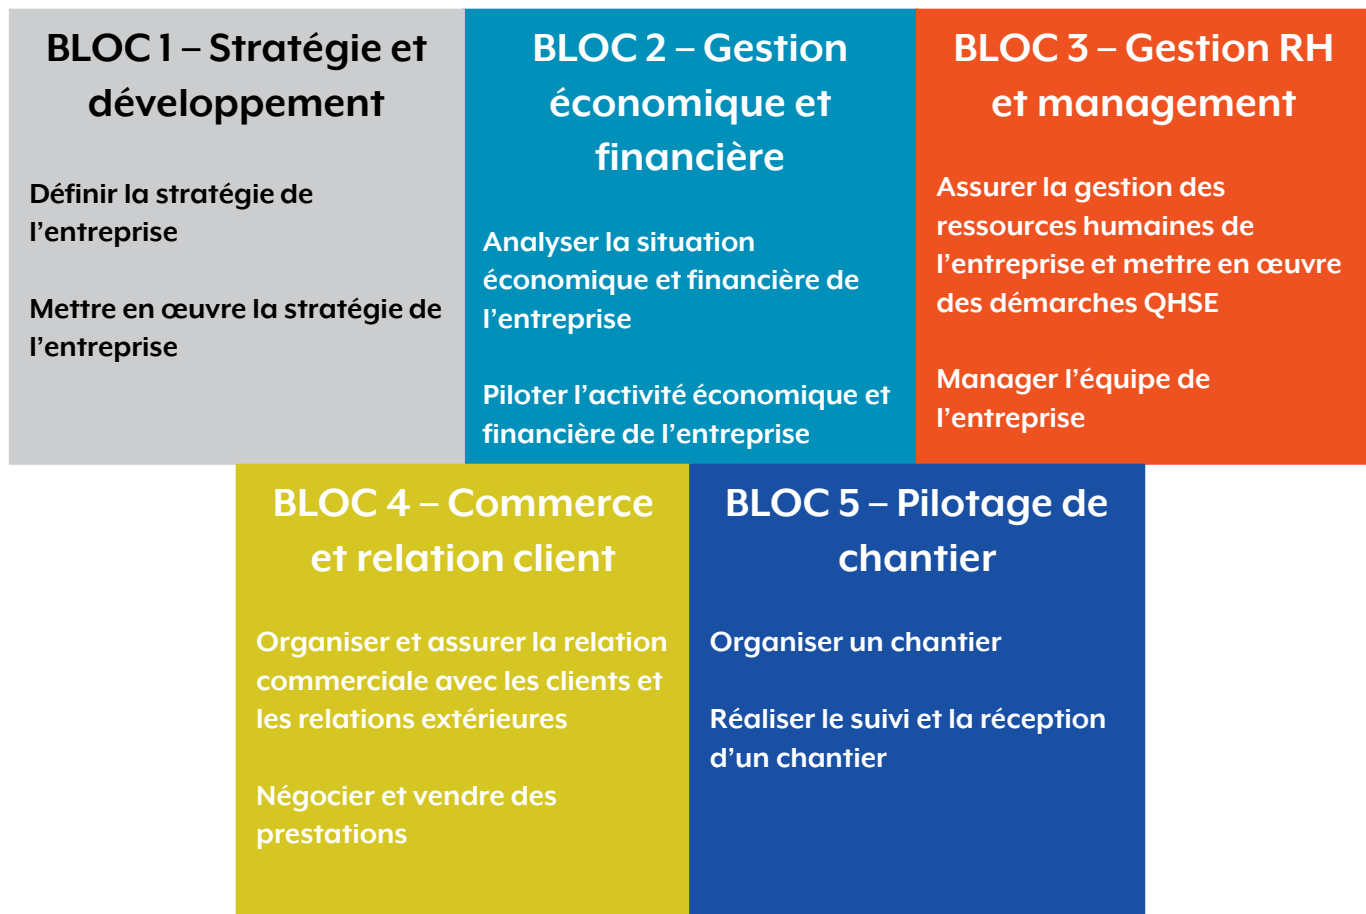 BLOC 1 – Stratégie et
développement
Définir la stratégie de
l’entreprise
Mettre en œuvre la stratégie de
l’entreprise
BLOC 2 – Gestion
économique et
financière
Analyser la situation
économique et financière de
l’entreprise
Piloter l’activité économique et
financière de l’entreprise
BLOC 3 – Gestion RH
et management
Assurer la gestion des
ressources humaines de
l’entreprise et mettre en œuvre
des démarches QHSE
Manager l’équipe de
l’entreprise
BLOC 4 – Commerce
et relation client
Organiser et assurer la relation
commerciale avec les clients et
les relations extérieures
Négocier et vendre des
prestations
BLOC 5 – Pilotage de
chantier
Organiser un chantier
Réaliser le suivi et la réception
d’un chantier